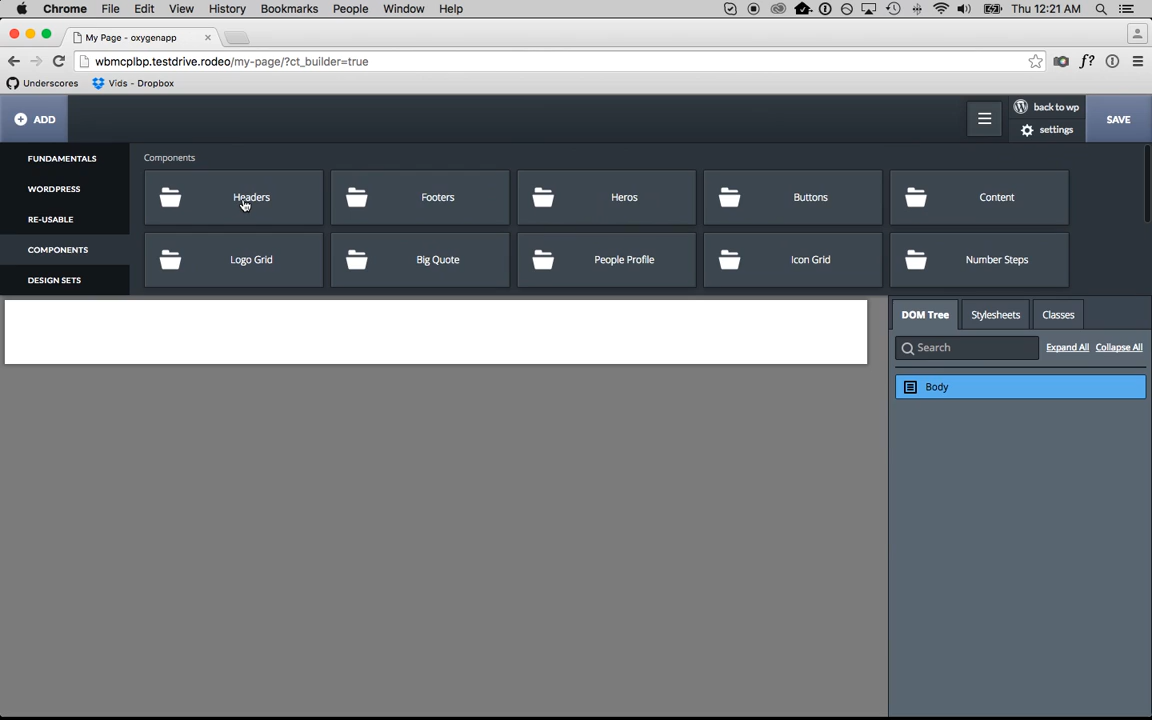 Chrome File Edit View History Bookmarks People Window Help Thu 12:21 AM
My Page - oxygenapp
wbmcplbp.testdrive.rodeo/my-page/?ct_builder=true f?
Underscores Vids - Dropbox
ADD
back to wp
settings
SAVE
FUNDAMENTALS
WORDPRESS
RE-USABLE
COMPONENTS
DESIGN SETS
Components
Headers Footers Heros Buttons Content
Logo Grid Big Quote People Profile Icon Grid Number Steps
DOM Tree Stylesheets Classes
Search Expand All Collapse All
Body